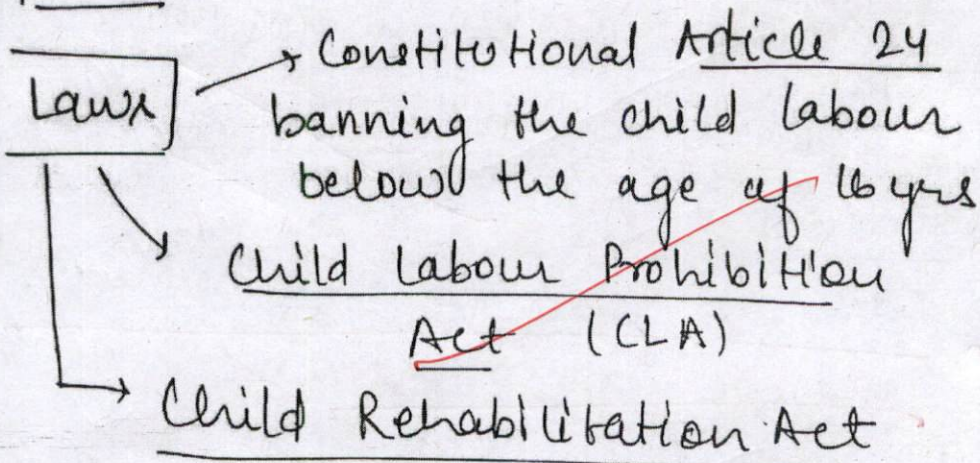 Laws
Constitutional Article 24
banning the child labour
below the age of 16 yrs
Child Labour Prohibition
Act (CLA)
Child Rehabilitation Act